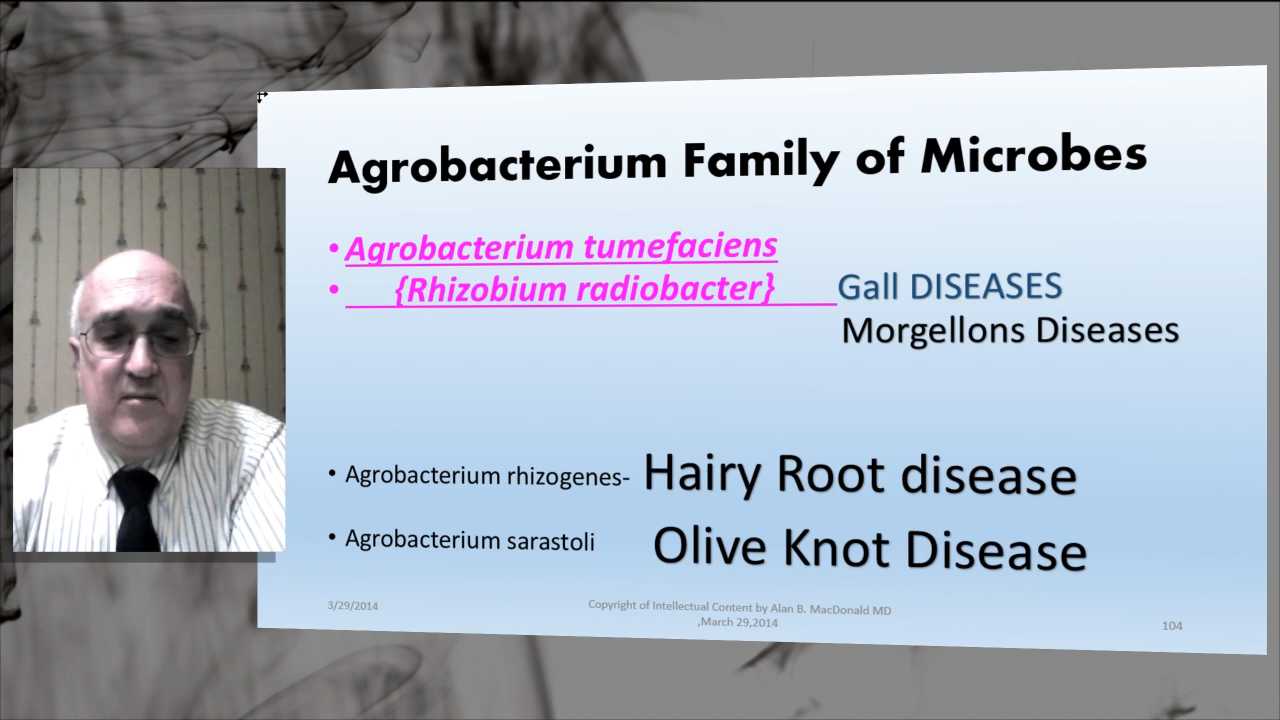 Agrobacterium Family of Microbes
• Agrobacterium tumefaciens
• {Rhizobium radiobacter} Gall DISEASES
Morgellons Diseases
• Agrobacterium rhizogenes- Hairy Root disease
• Agrobacterium sarastoli Olive Knot Disease
3/29/2014
Copyright of Intellectual Content by Alan B. MacDonald MD
,March 29,2014
104